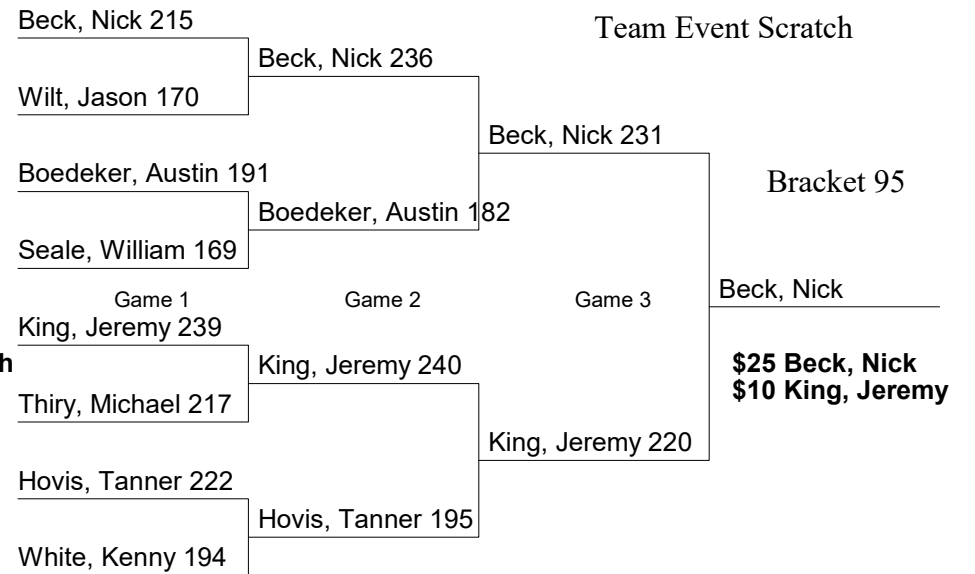 Beck, Nick 215
Team Event Scratch
Beck, Nick 236
Wilt, Jason 170
Beck, Nick 231
Boedeker, Austin 191
Bracket 95
Boedeker, Austin 182
Seale, William 169
Game 1
Game 2
Game 3
Beck, Nick
King, Jeremy 239
h
King, Jeremy 240
$25 Beck, Nick
$10 King, Jeremy
Thiry, Michael 217
King, Jeremy 220
Hovis, Tanner 222
Hovis, Tanner 195
White, Kenny 194